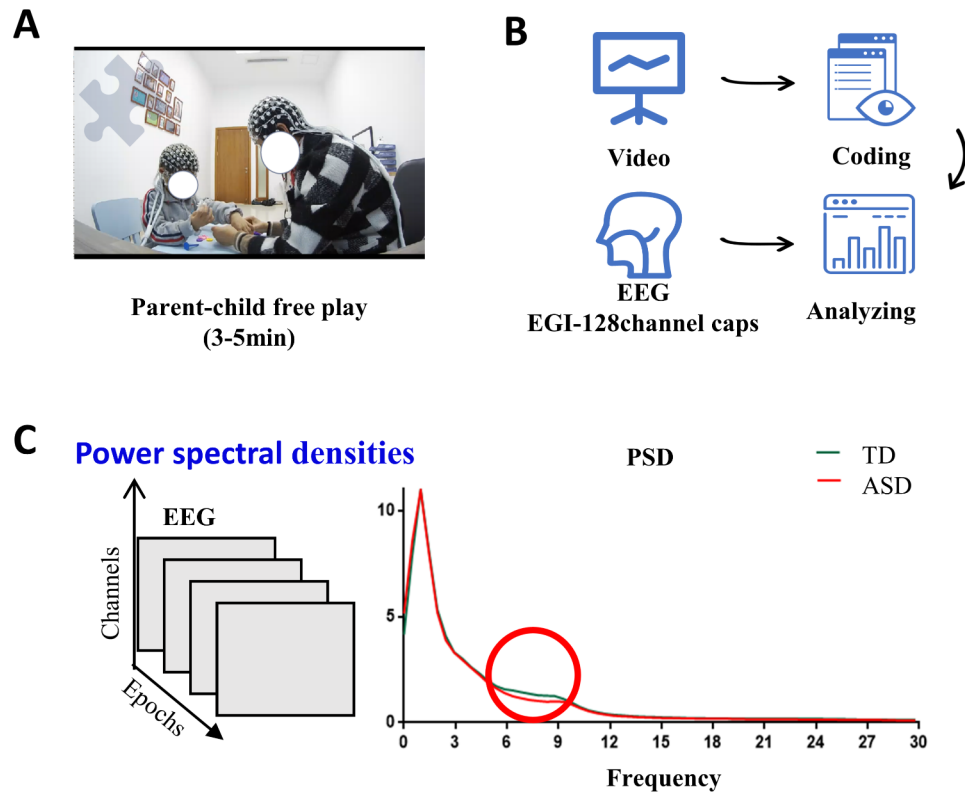 A
Parent-child free play
(3-5min)
B
Video
Coding
EEG
EGI-128channel caps
Analyzing
C
Power spectral densities
EEG
Channels
Epochs
PSD
TD
ASD
10
5
0
0 3 6 9 12 15 18 21 24 27 30
Frequency